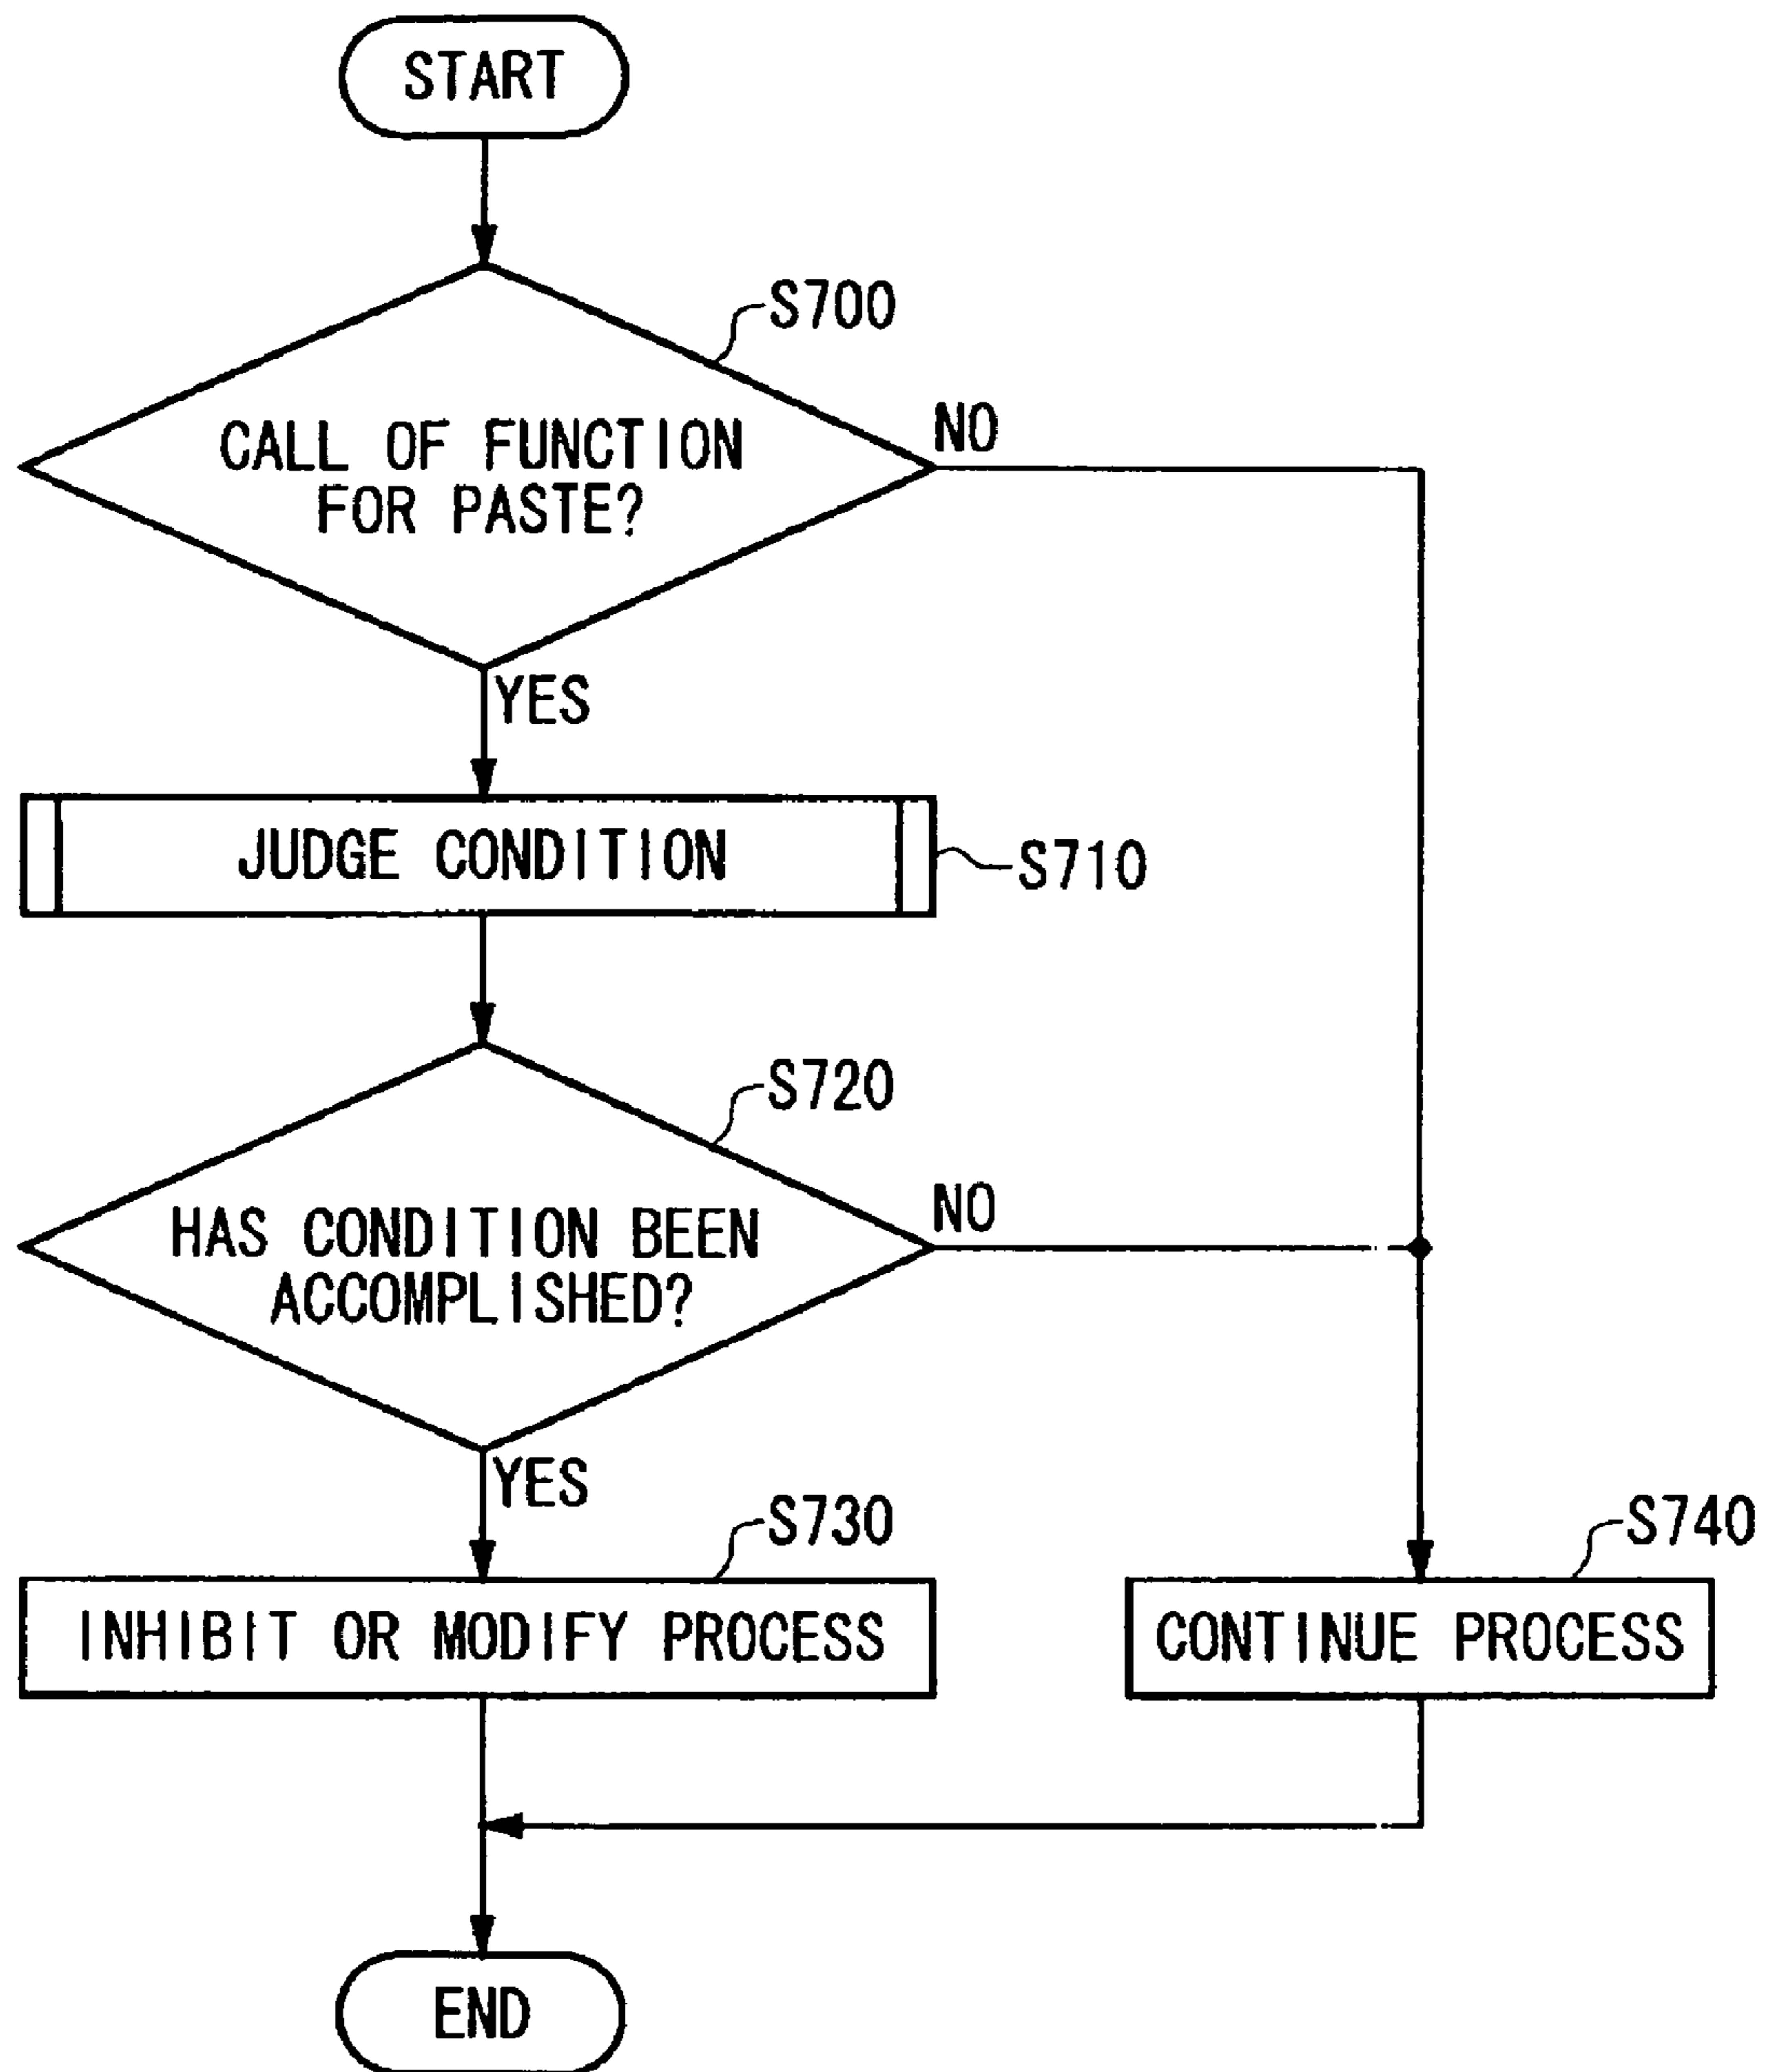 START
S700
CALL OF FUNCTION
FOR PASTE?
NO
YES
JUDGE CONDITION
S710
S720
HAS CONDITION BEEN
ACCOMPLISHED?
NO
YES
S730
INHIBIT OR MODIFY PROCESS
S740
CONTINUE PROCESS
END